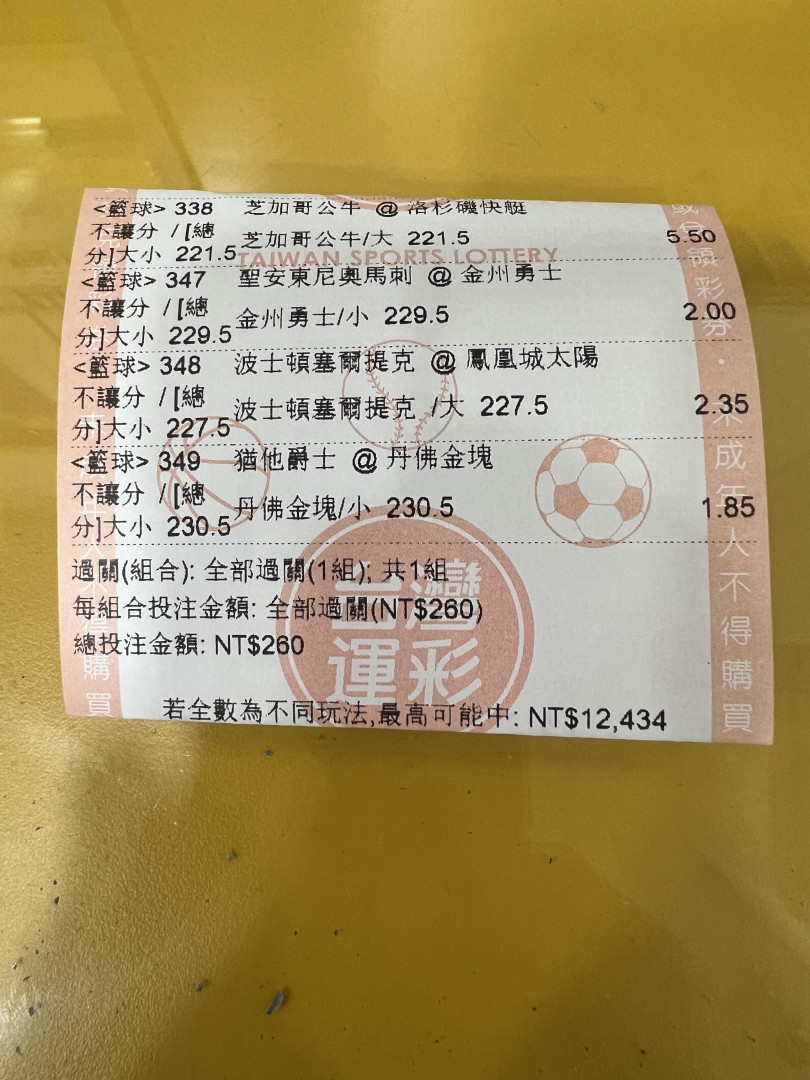 <籃球> 338 芝加哥公牛 @ 洛杉磯快艇
不讓分 / [總
分]大小 221.5 芝加哥公牛/大 221.5 5.50
TAIWAN SPORTS LOTTERY
<籃球> 347 聖安東尼奧馬刺 @ 金州勇士
不讓分 / [總
分]大小 229.5 金州勇士/小 229.5 2.00
<籃球> 348 波士頓塞爾提克 @ 鳳凰城太陽
不讓分 / [總
分]大小 227.5 波士頓塞爾提克 /大 227.5 2.35
<籃球> 349 猶他爵士 @ 丹佛金塊
不讓分 / [總
分]大小 230.5 丹佛金塊/小 230.5 1.85
過關(組合): 全部過關(1組); 共1組
每組合投注金額: 全部過關(NT$260)
總投注金額: NT$260
台灣
運彩
若全數為不同玩法,最高可能中: NT$12,434
領彩券·未成年人不得購買
購買